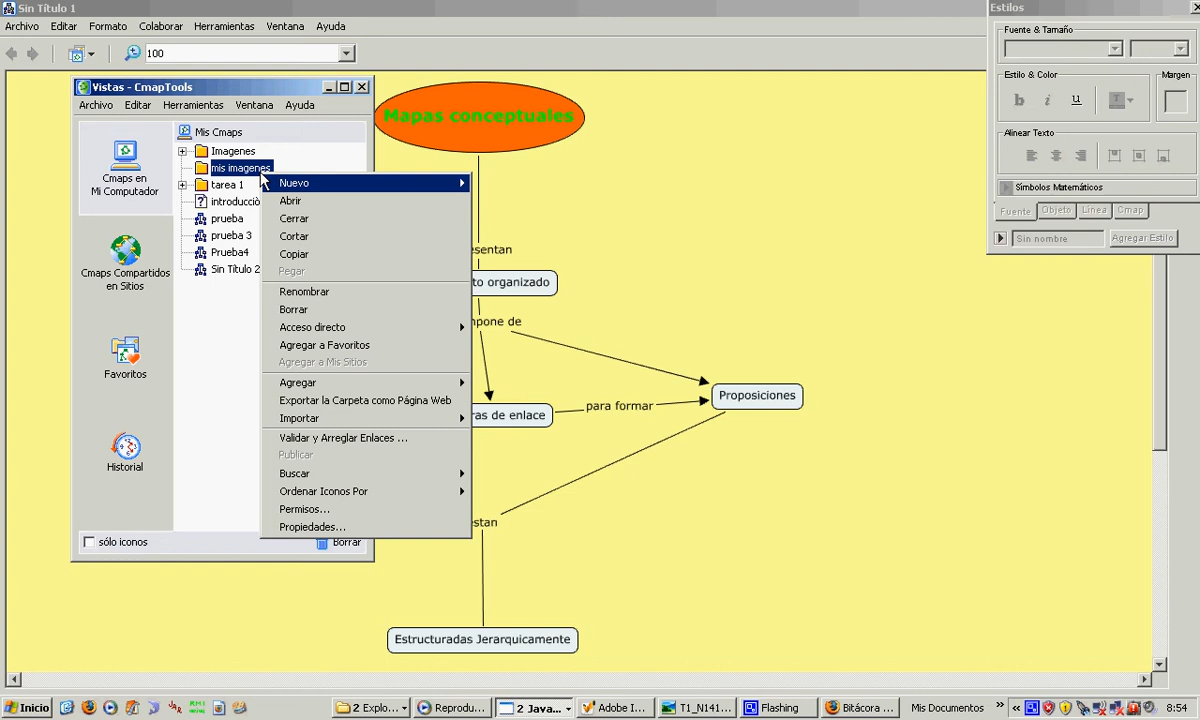 Sin Título 1
Archivo Editar Formato Colaborar Herramientas Ventana Ayuda
100
Estilos
Fuente & Tamaño
Estilo & Color
Margen
b i u T
Alinear Texto
Símbolos Matemáticos
Fuente Objeto Línea Cmap
Sin nombre Agregar Estilo
Vistas - CmapTools
Archivo Editar Herramientas Ventana Ayuda
Cmaps en
Mi Computador
Cmaps Compartidos
en Sitios
Favoritos
Historial
Mis Cmaps
Imagenes
mis imagenes
tarea 1
introducciò
prueba
prueba 3
Prueba4
Sin Título 2
sólo iconos
Borrar
Nuevo
Abrir
Cerrar
Cortar
Copiar
Pegar
Renombrar
Borrar
Acceso directo
Agregar a Favoritos
Agregar a Mis Sitios
Agregar
Exportar la Carpeta como Página Web
Importar
Validar y Arreglar Enlaces ...
Publicar
Buscar
Ordenar Iconos Por
Permisos...
Propiedades...
Mapas conceptuales
esentan
to organizado
mpone de
ras de enlace
para formar
Proposiciones
estan
Estructuradas Jerarquicamente
Inicio
2 Explo...
Reprodu...
2 Java...
Adobe I...
T1_N141...
Flashing
Bitácora ...
Mis Documentos
8:54